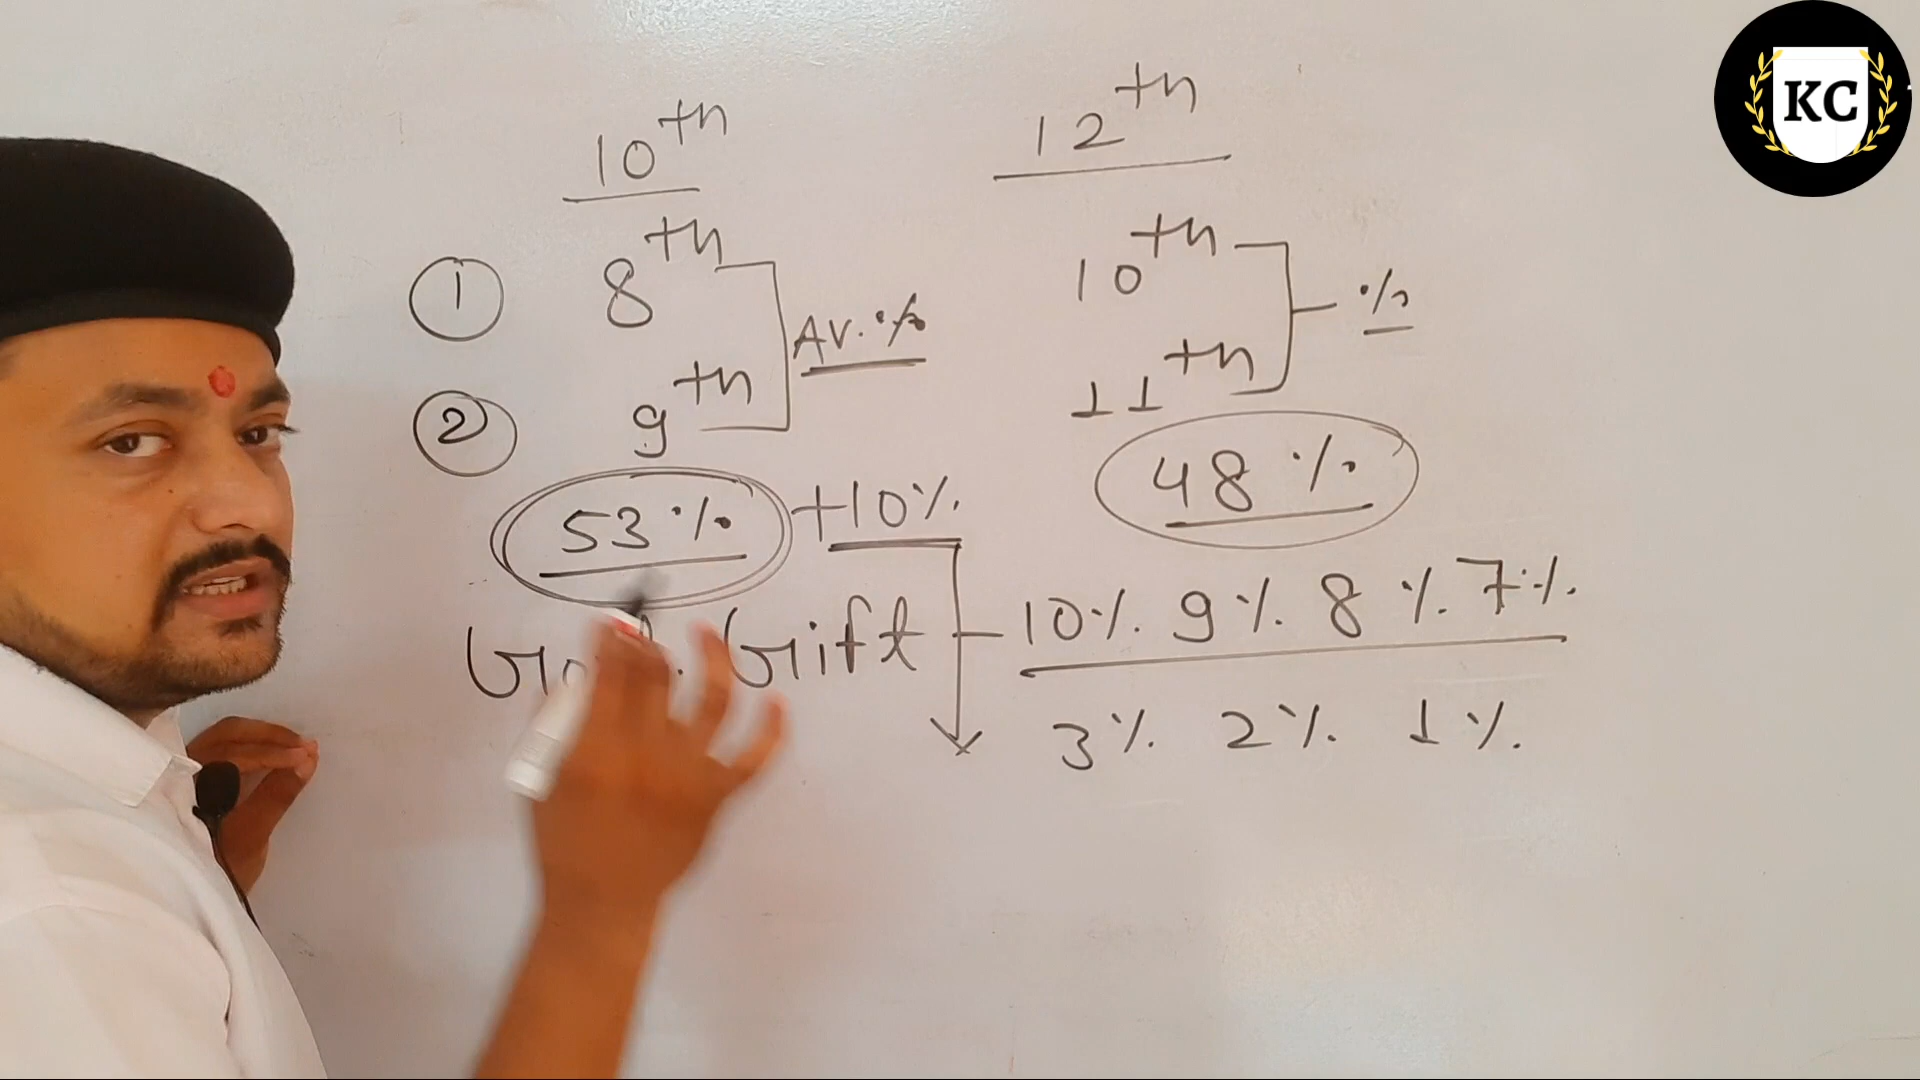 KC
10th
12th
1 8th
10th
Av. %
%
2 9th
11th
53% +10%
48%
Gift
10% 9% 8% 7%
3% 2% 1%